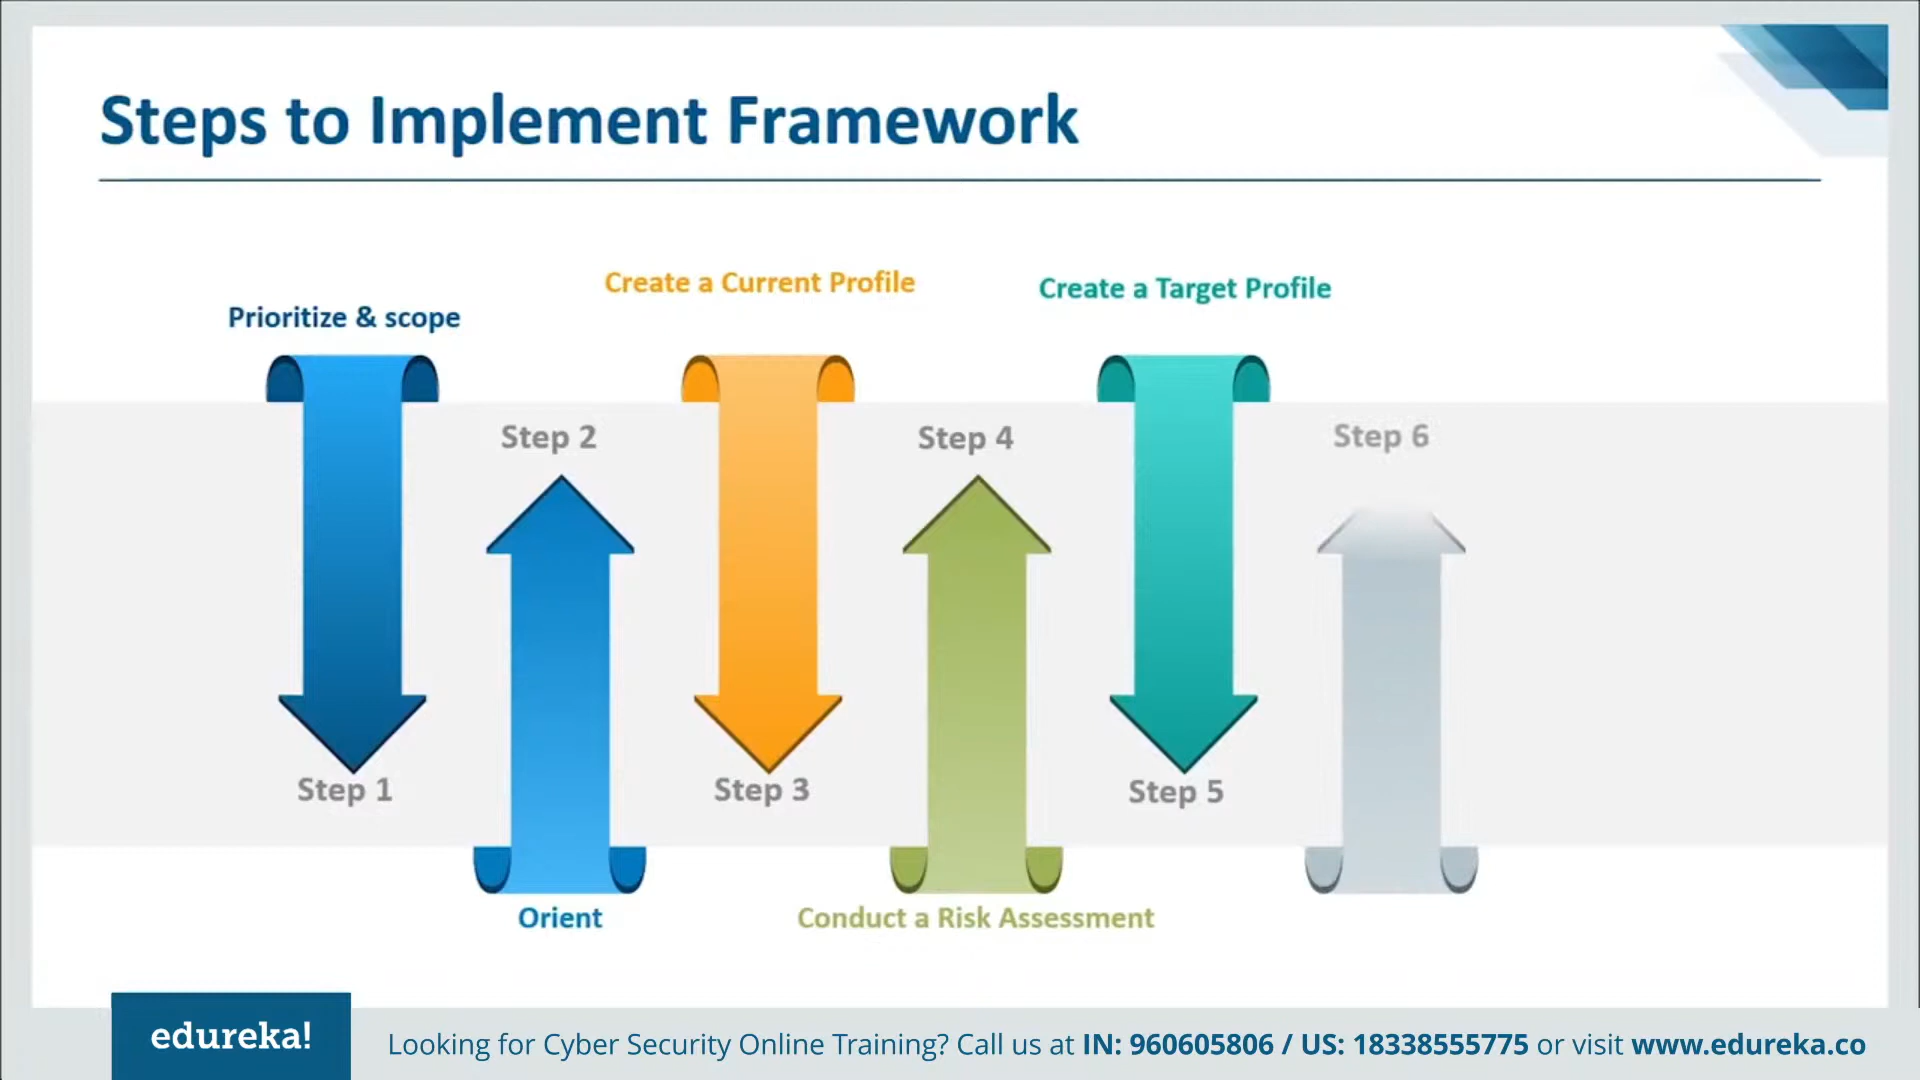 Steps to Implement Framework
Create a Current Profile
Create a Target Profile
Prioritize & scope
Step 2
Step 4
Step 6
Step 1
Step 3
Step 5
Orient
Conduct a Risk Assessment
edureka!
Looking for Cyber Security Online Training? Call us at IN: 960605806 / US: 18338555775 or visit www.edureka.co